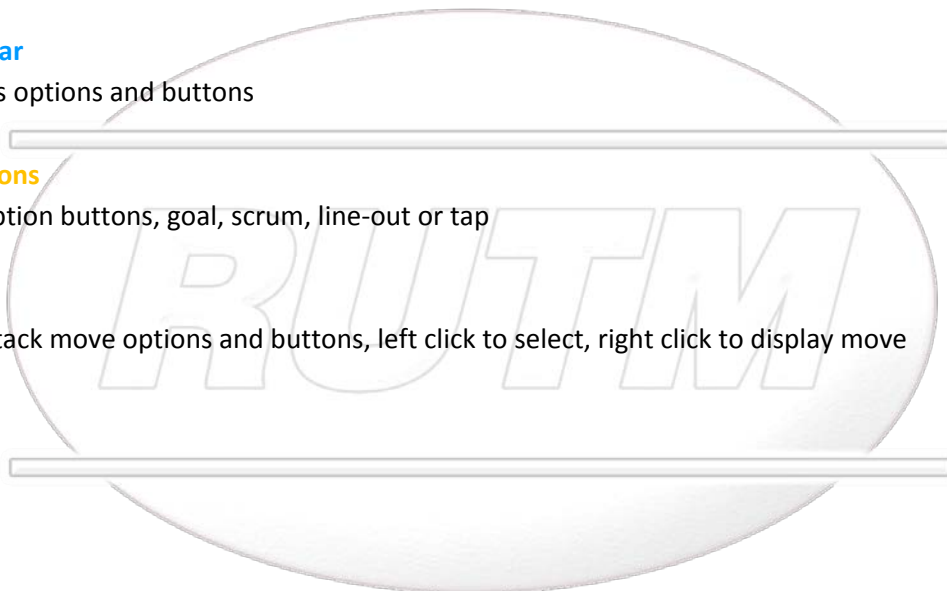 ar
s options and buttons
ons
ption buttons, goal, scrum, line-out or tap
RUTM
tack move options and buttons, left click to select, right click to display move